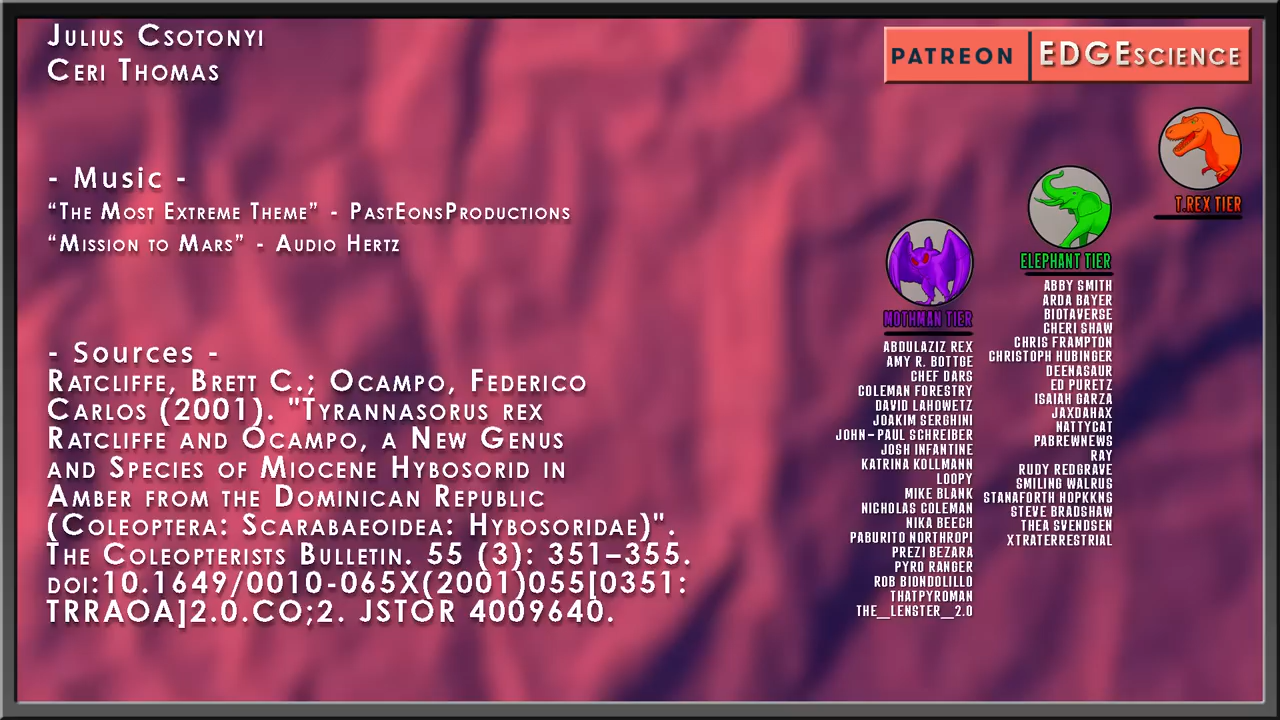 Julius Csotonyi
Ceri Thomas
- Music -
“The Most Extreme Theme” - PastEonsProductions
“Mission to Mars” - Audio Hertz
- Sources -
Ratcliffe, Brett C.; Ocampo, Federico
Carlos (2001). "Tyrannasorus rex
Ratcliffe and Ocampo, a New Genus
and Species of Miocene Hybosorid in
Amber from the Dominican Republic
(Coleoptera: Scarabaeoidea: Hybosoridae)".
The Coleopterists Bulletin. 55 (3): 351–355.
doi:10.1649/0010-065X(2001)055[0351:
TRRAOA]2.0.CO;2. JSTOR 4009640.
PATREON EDGEscience
MOTHMAN TIER
ABDULAZIZ REX
AMY R. BOTTGE
CHEF DARS
COLEMAN FORESTRY
DAVID LAHOWETZ
JOAKIM SERGHINI
JOHN-PAUL SCHREIBER
JOSH INFANTINE
KATRINA KOLLMANN
LOOPY
MIKE BLANK
NICHOLAS COLEMAN
NIKA BEECH
PABURITO NORTHROPI
PREZI BEZARA
PYRO RANGER
ROB BIONDOLILLO
THATPYROMAN
THE_LENSTER_2.0
ELEPHANT TIER
ABBY SMITH
ARDA BAYER
BIOTAVERSE
CHERI SHAW
CHRIS FRAMPTON
CHRISTOPH HUBINGER
DEENASAUR
ED PURETZ
ISAIAH GARZA
JAXDAHAX
NATTYCAT
PABREWNEWS
RAY
RUDY REDGRAVE
SMILING WALRUS
STANAFORTH HOPKKNS
STEVE BRADSHAW
THEA SVENDSEN
XTRATERRESTRIAL
T.REX TIER